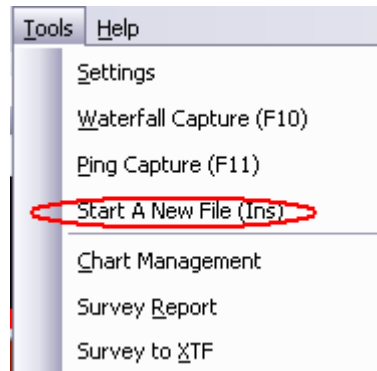 Tools Help
Settings
Waterfall Capture (F10)
Ping Capture (F11)
Start A New File (Ins)
Chart Management
Survey Report
Survey to XTF